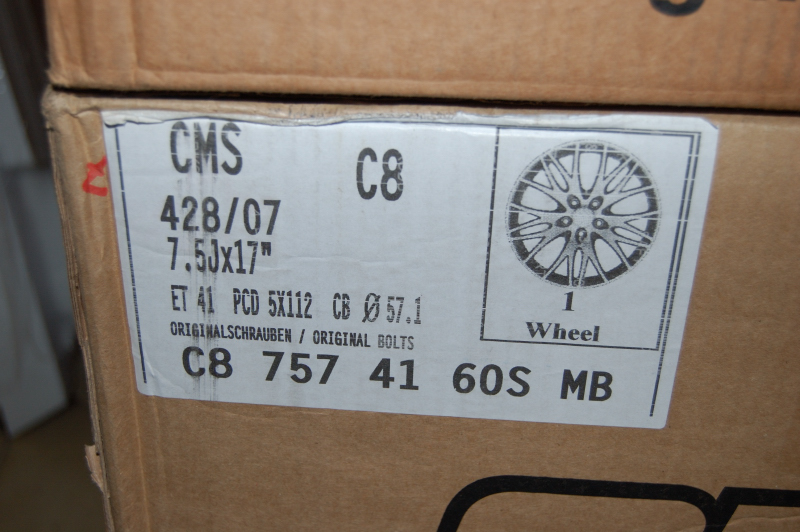 CMS
C8
428/07
7.5Jx17"
ET 41 PCD 5X112 CB Ø 57.1
ORIGINALSCHRAUBEN / ORIGINAL BOLTS
C8 757 41 60S MB
1
Wheel